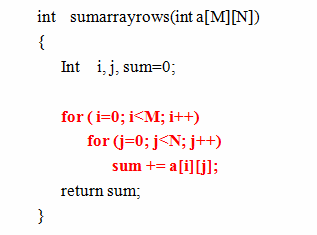 int sumarrayrows(int a[M][N])
{
Int i, j, sum=0;
for ( i=0; i<M; i++)
for (j=0; j<N; j++)
sum += a[i][j];
return sum;
}